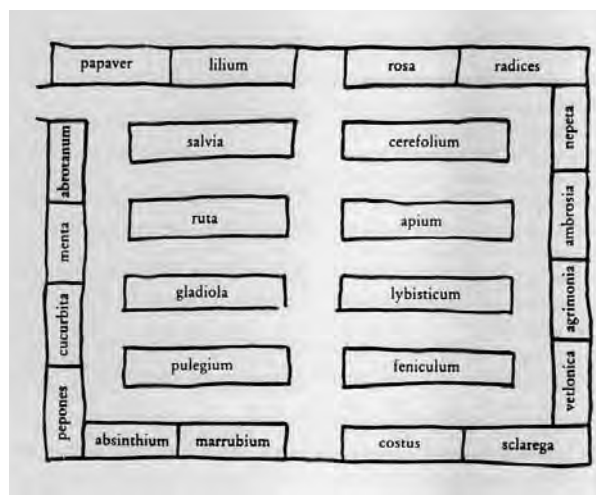 papaver lilium rosa radices
nepeta
abrotanum salvia cerefolium
ambrosia
menta ruta apium
agrimonia
cucurbita gladiola lybisticum
vetlonica
pepones pulegium feniculum
absinthium marrubium costus sclarega